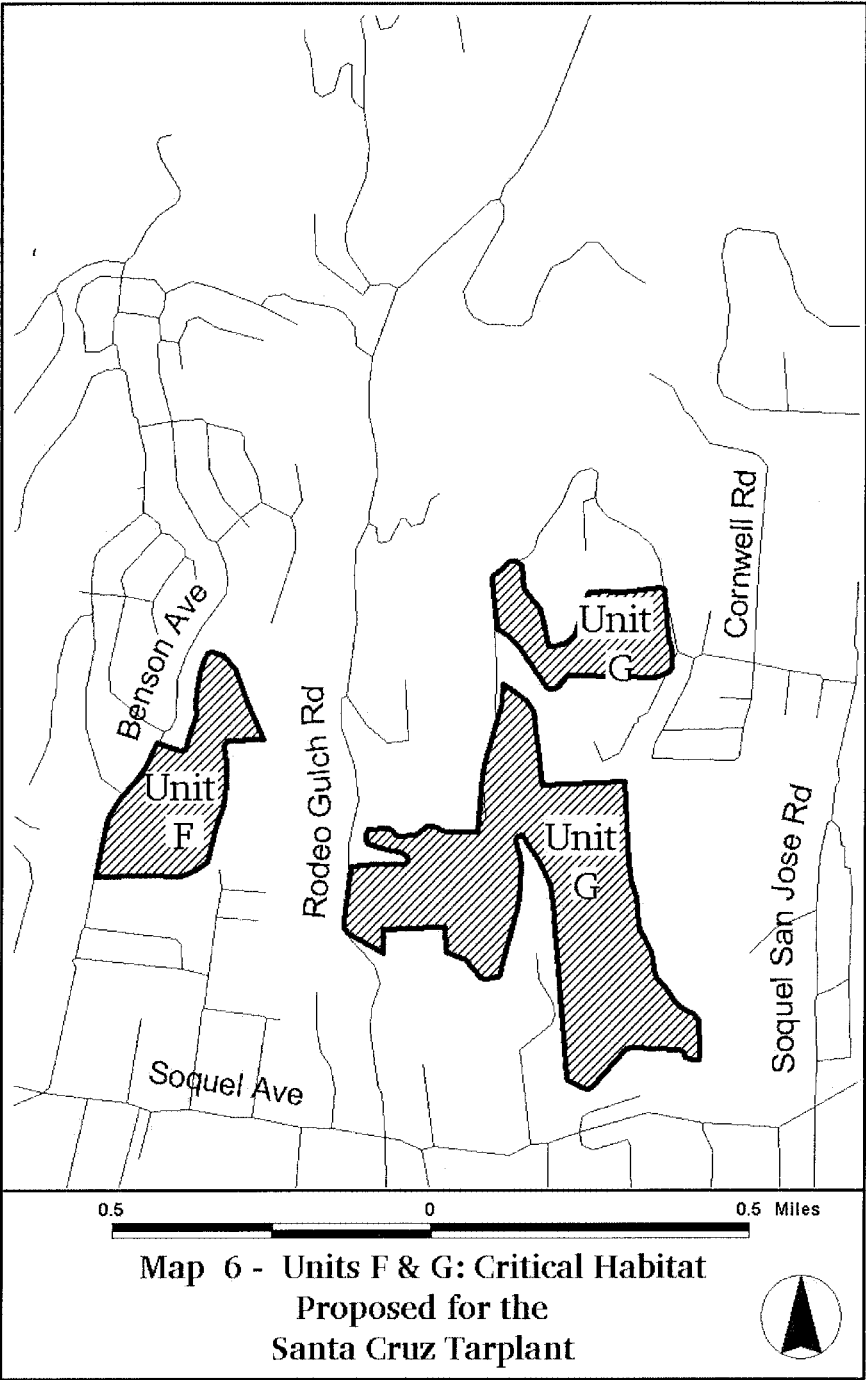 Cornwell Rd
Unit
G
Benson Ave
Unit
F
Rodeo Gulch Rd
Unit
G
Soquel San Jose Rd
Soquel Ave
0.5 0 0.5 Miles
Map 6 - Units F & G: Critical Habitat
Proposed for the
Santa Cruz Tarplant